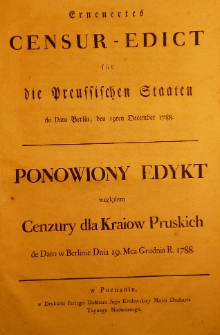 Erneuertes
CENSUR-EDICT
für
die Preussischen Staaten
de Dato Berlin, den 19ten December 1788.
PONOWIONY EDYKT
względem
Cenzury dla Kraiow Pruskich
de Dato w Berlinie Dnia 19. Mca Grudnia R. 1788.
w Poznaniu,
w Drukarni